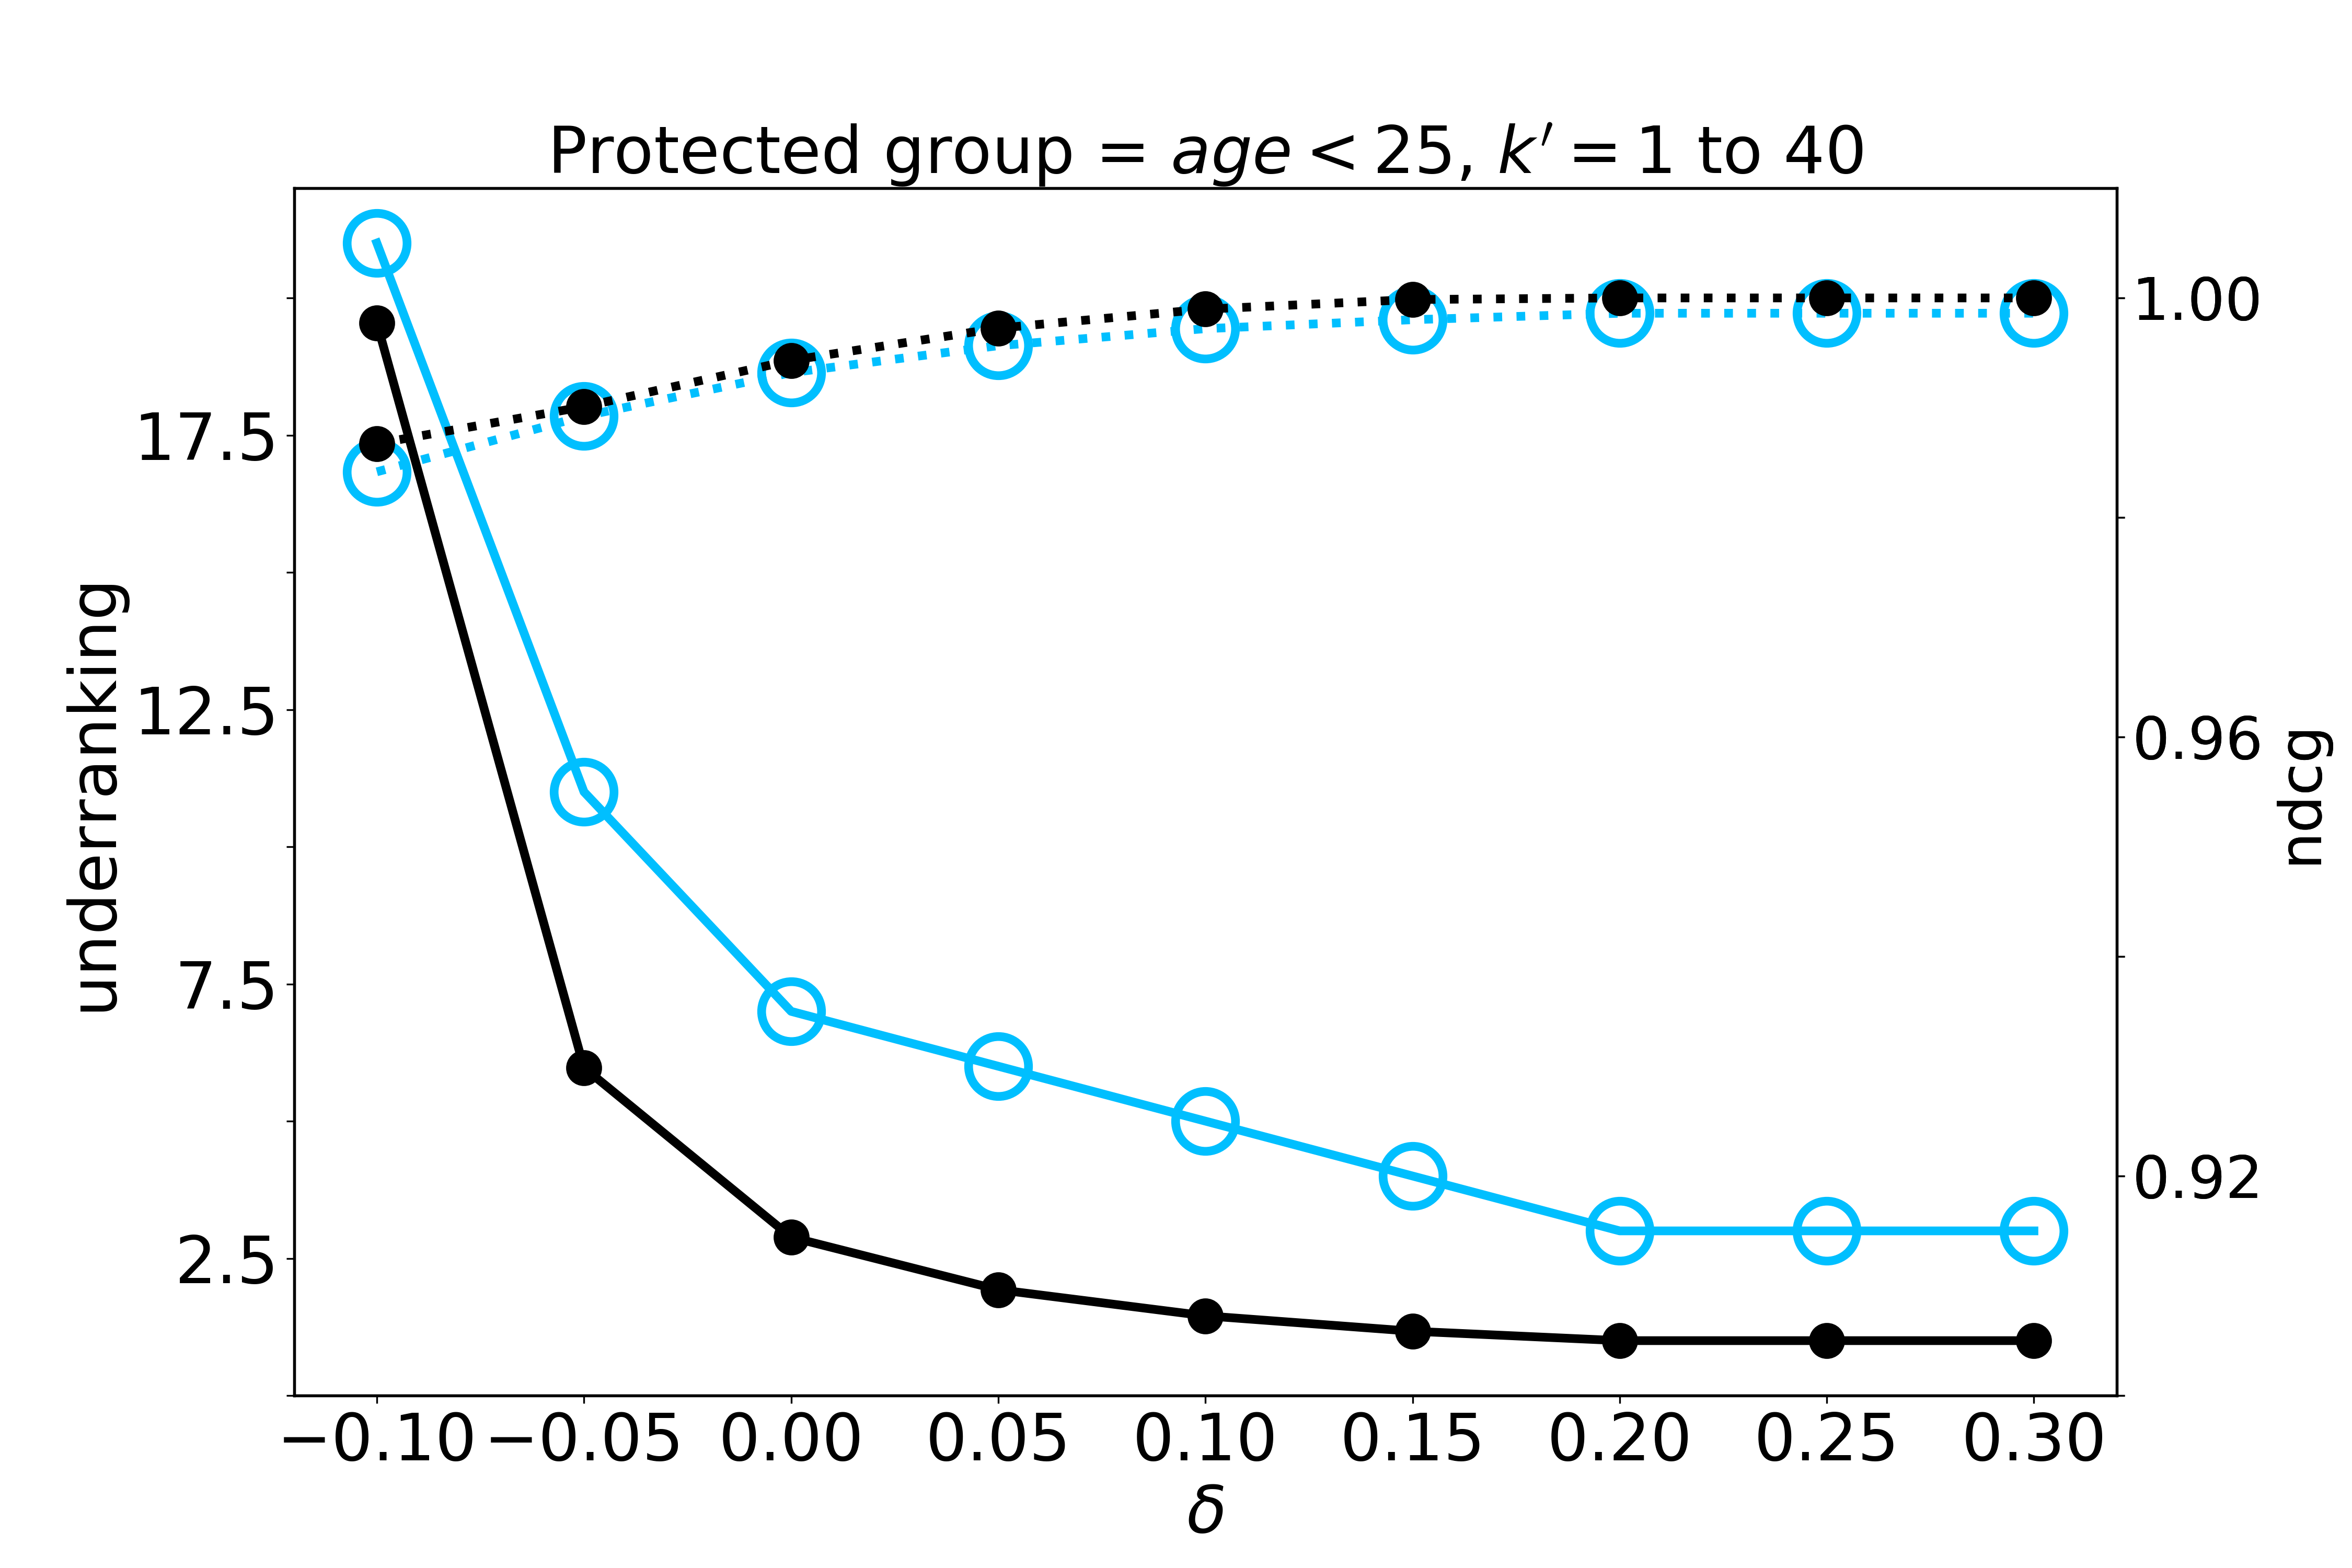 Protected group = age < 25, k′ = 1 to 40
underranking
17.5
12.5
7.5
2.5
1.00
0.96
0.92
ndcg
−0.10 −0.05 0.00 0.05 0.10 0.15 0.20 0.25 0.30
δ